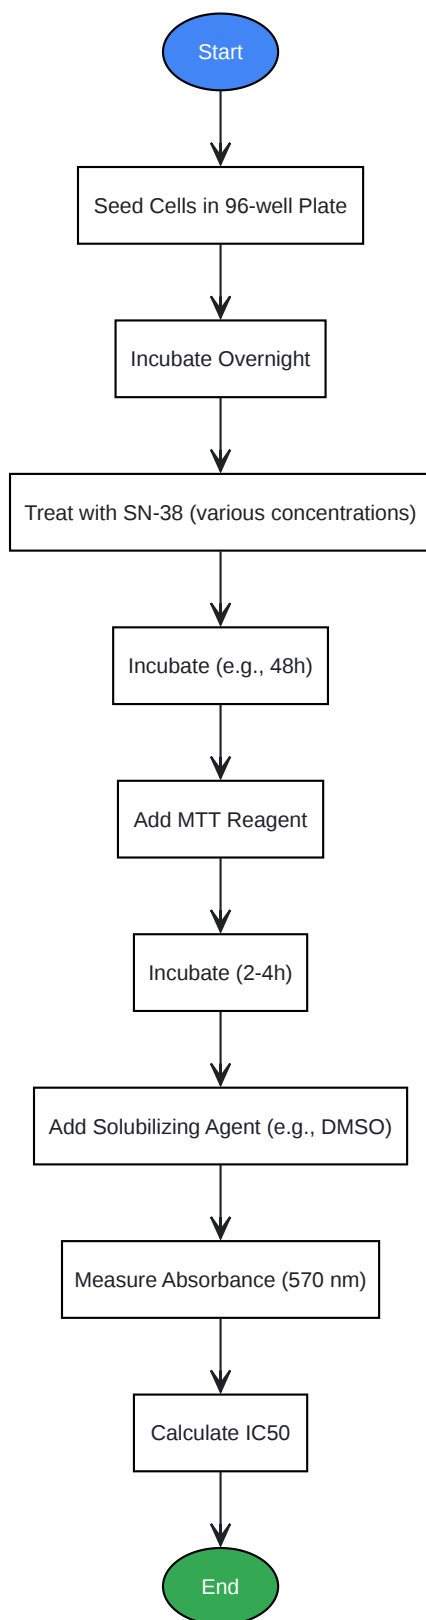 Start
Seed Cells in 96-well Plate
Incubate Overnight
Treat with SN-38 (various concentrations)
Incubate (e.g., 48h)
Add MTT Reagent
Incubate (2-4h)
Add Solubilizing Agent (e.g., DMSO)
Measure Absorbance (570 nm)
Calculate IC50
End